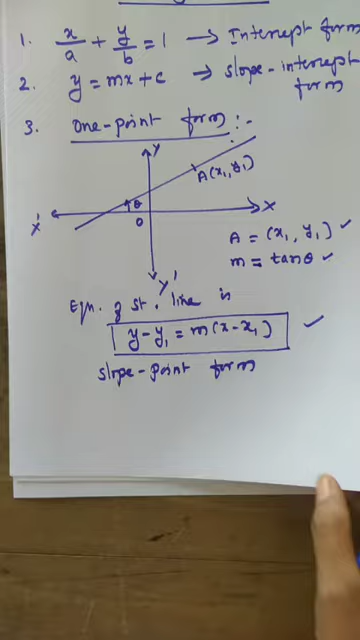 1. x/a + y/b = 1 → Intercept form
2. y = mx + c → slope-intercept form
3. one-point form :-
Y
A(x₁, y₁)
θ
X' O X
Y'
A = (x₁, y₁) ✓
m = tanθ ✓
Eqn. of st. line is
y - y₁ = m(x - x₁) ✓
slope-point form